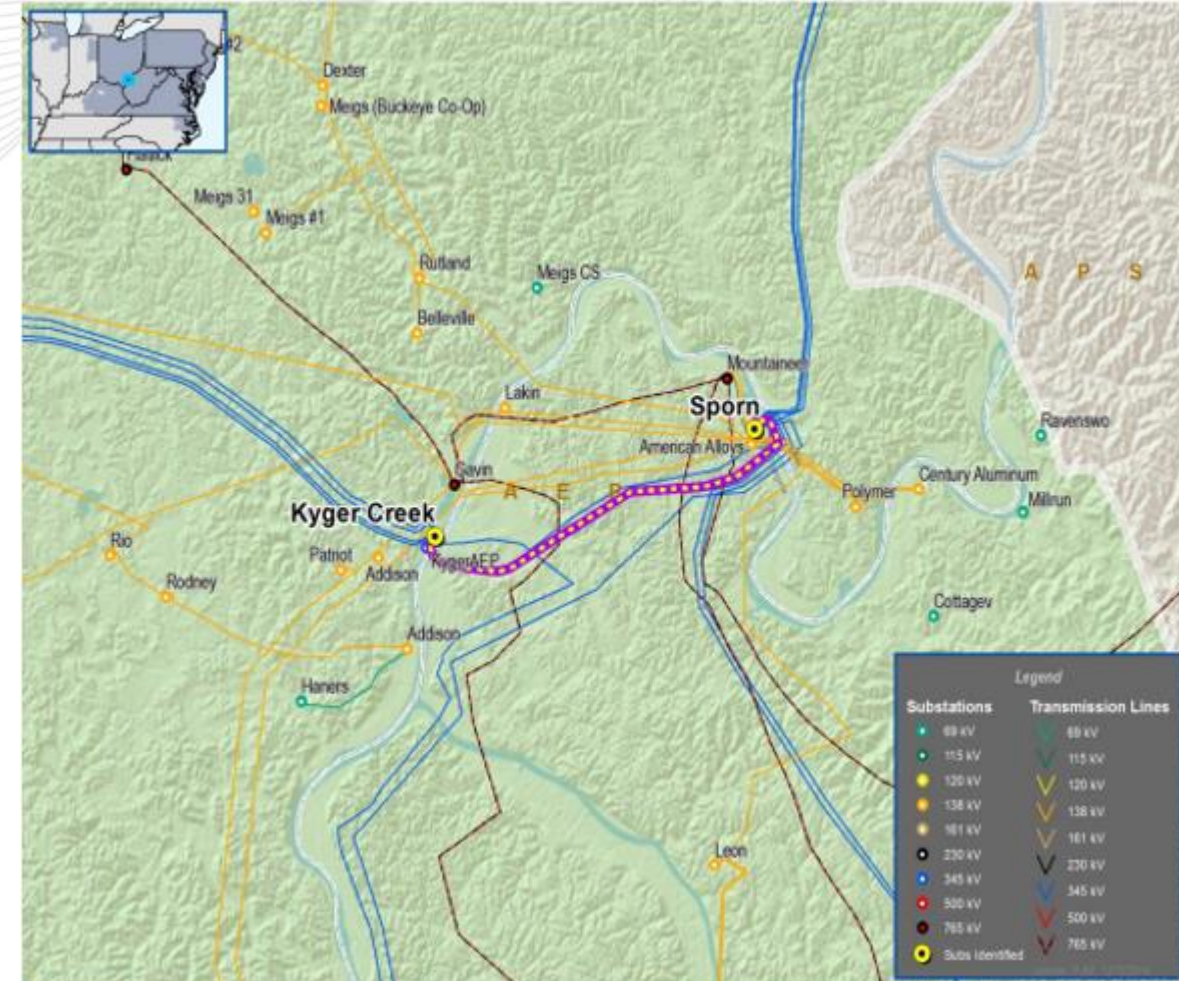 #2
Dexter
Meigs (Buckeye Co-Op)
Meigs 31
Meigs #1
Rutland
Meigs CS
Belleville
A P S
Mountaineer
Lakin
Sporn
Ravenswo
American Alloys
Gavin
Century Aluminum
A E P
Polymer
Millrun
Kyger Creek
Rio
Patriot
KygerAEP
Addison
Rodney
Cottagev
Addison
Haners
Leon
Legend
Substations
Transmission Lines
69 kV
69 kV
115 kV
115 kV
120 kV
120 kV
138 kV
138 kV
161 kV
161 kV
230 kV
230 kV
345 kV
345 kV
500 kV
500 kV
765 kV
765 kV
Subs Identified